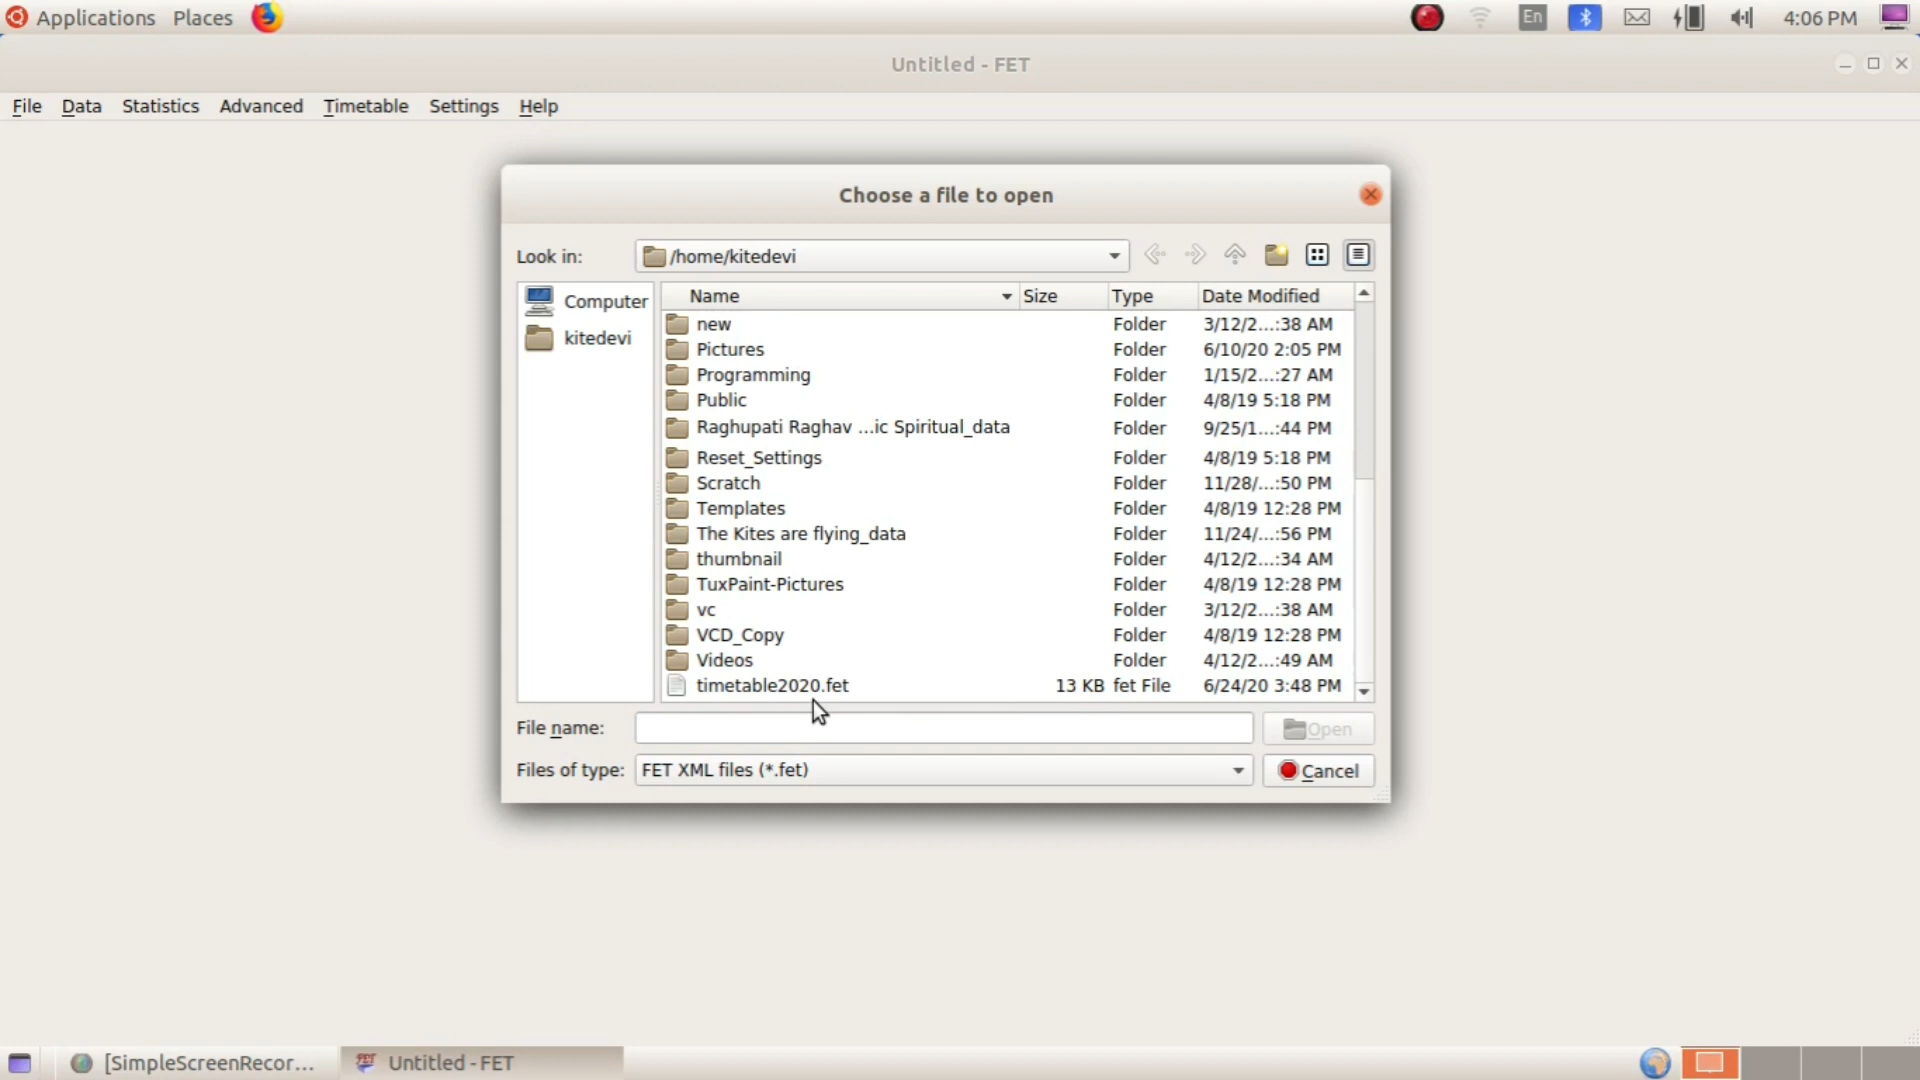 Applications Places En 4:06 PM
Untitled - FET
File Data Statistics Advanced Timetable Settings Help
Choose a file to open
Look in: /home/kitedevi
Computer
kitedevi
Name Size Type Date Modified
new Folder 3/12/2...:38 AM
Pictures Folder 6/10/20 2:05 PM
Programming Folder 1/15/2...:27 AM
Public Folder 4/8/19 5:18 PM
Raghupati Raghav ...ic Spiritual_data Folder 9/25/1...:44 PM
Reset_Settings Folder 4/8/19 5:18 PM
Scratch Folder 11/28/...:50 PM
Templates Folder 4/8/19 12:28 PM
The Kites are flying_data Folder 11/24/...:56 PM
thumbnail Folder 4/12/2...:34 AM
TuxPaint-Pictures Folder 4/8/19 12:28 PM
vc Folder 3/12/2...:38 AM
VCD_Copy Folder 4/8/19 12:28 PM
Videos Folder 4/12/2...:49 AM
timetable2020.fet 13 KB fet File 6/24/20 3:48 PM
File name: Open
Files of type: FET XML files (*.fet) Cancel
[SimpleScreenRecor... Untitled - FET